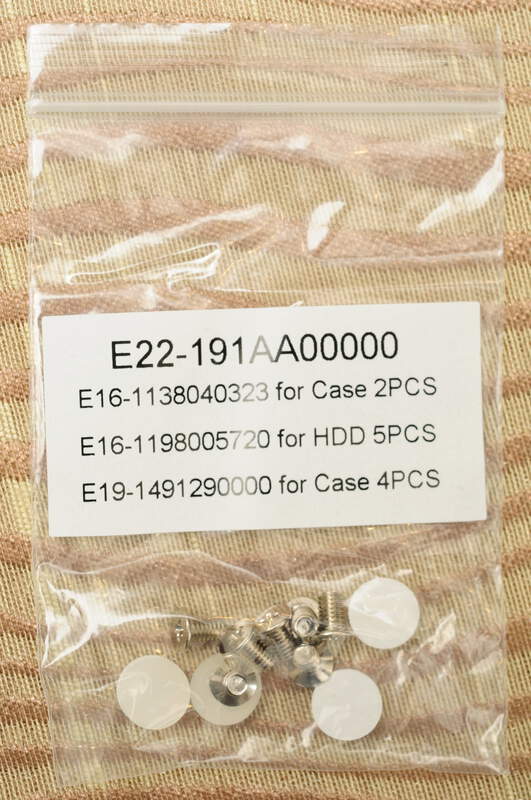 E22-191AA00000
E16-1138040323 for Case 2PCS
E16-1198005720 for HDD 5PCS
E19-1491290000 for Case 4PCS